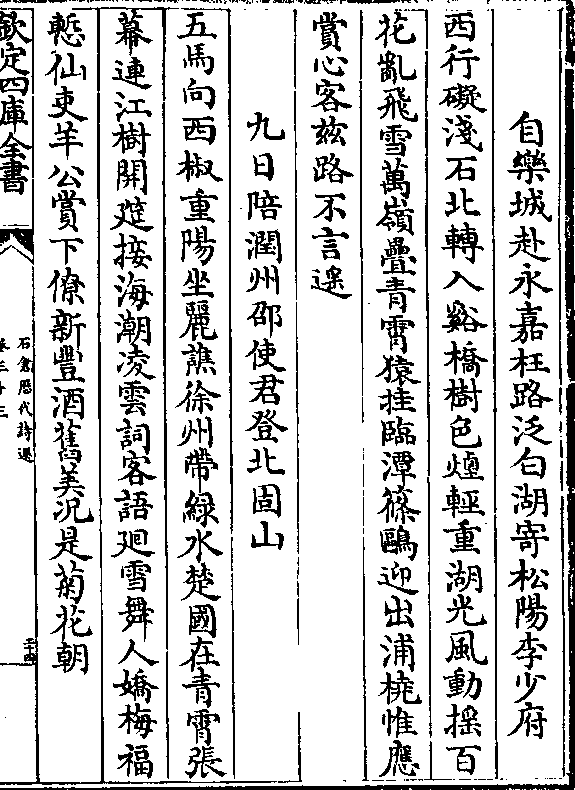 自樂城赴永嘉枉路泛白湖寄松陽李少府
西行礙淺石北轉入谿橋樹色煙輕重湖光風動揺百
花亂飛雪萬嶺疊青霄猿挂臨潭篠鷗迎出浦橈惟應
賞心客兹路不言遥
九日陪潤州邵使君登北固山
五馬向西椒重陽坐麗譙徐州帶緑水楚國在青霄張
幕連江樹開筵接海潮凌雲詞客語廻雪舞人嬌梅福
慙仙吏羊公賞下僚新豐酒舊美况是菊花朝
欽定四庫全書
石倉歷代詩選
卷三十三
二十四